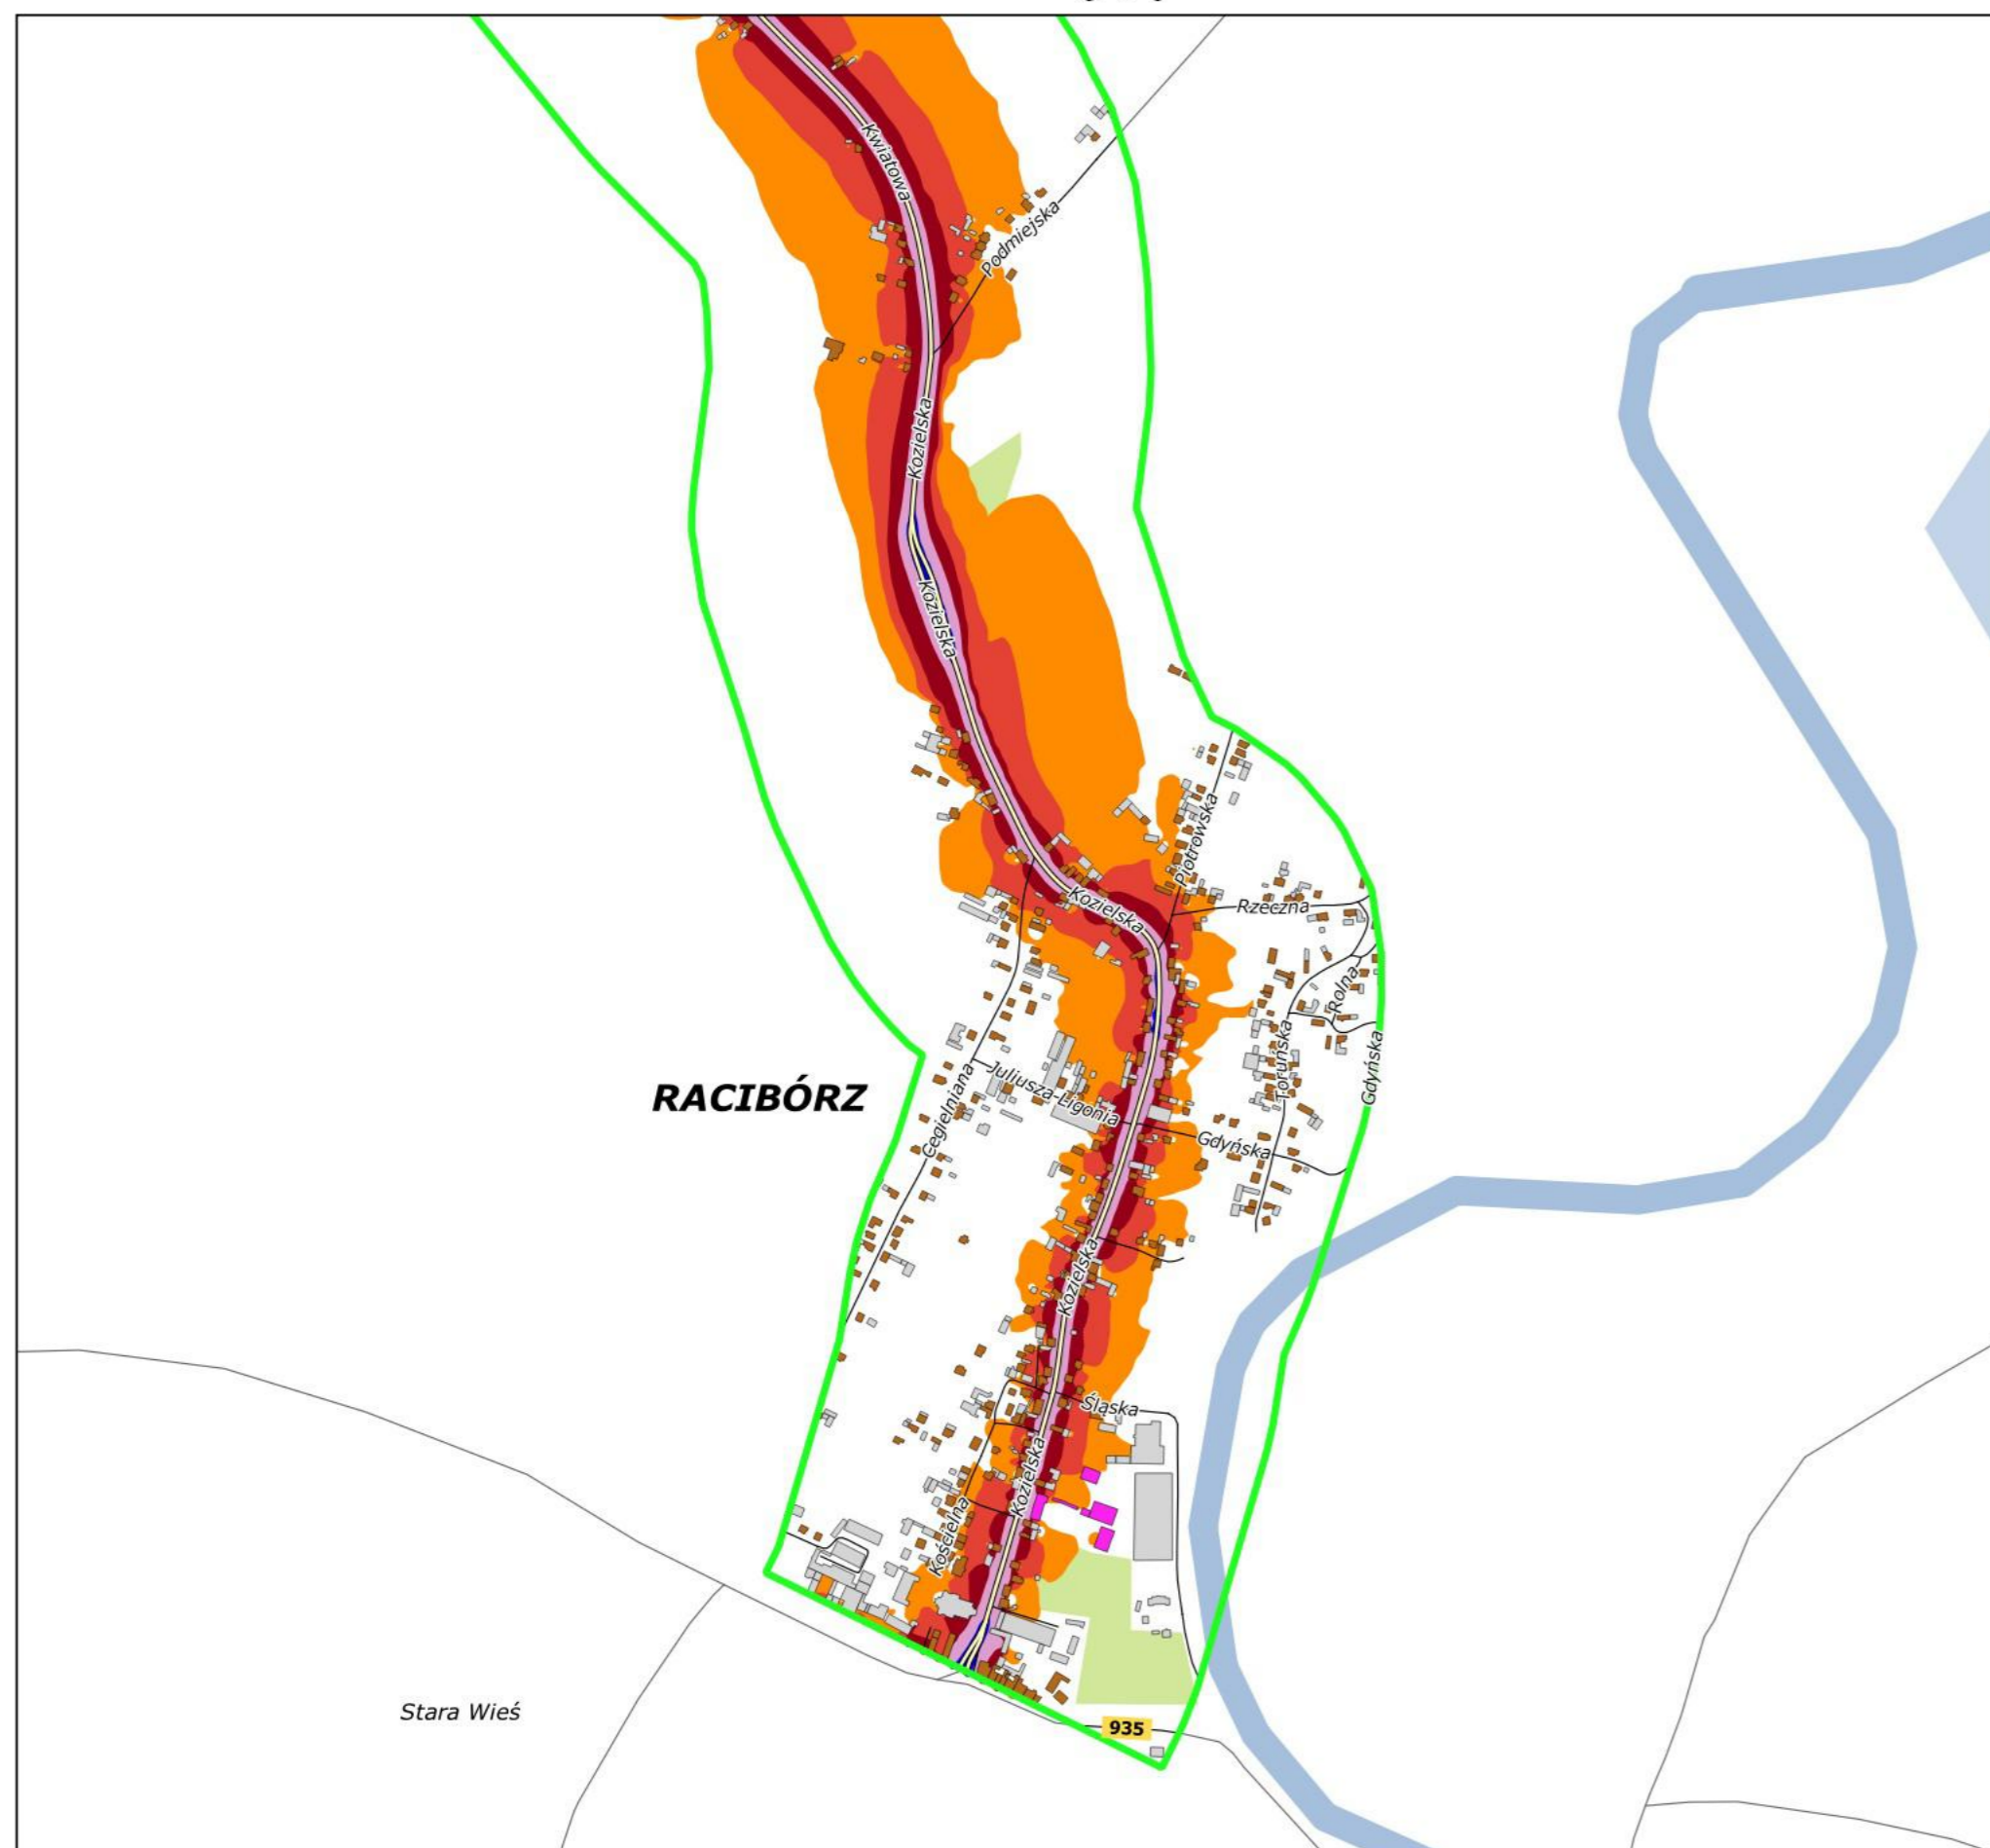 Kwiatowa
Podmiejska
Kozielska
Kozielska
Piotrowska
Kozielska
Rzeczna
Rolna
Toruńska
Gdyńska
RACIBÓRZ
Cegielniana
Juliusza-Ligonia
Gdyńska
Kozielska
Śląska
Kozielska
Kościelna
Stara Wieś
935